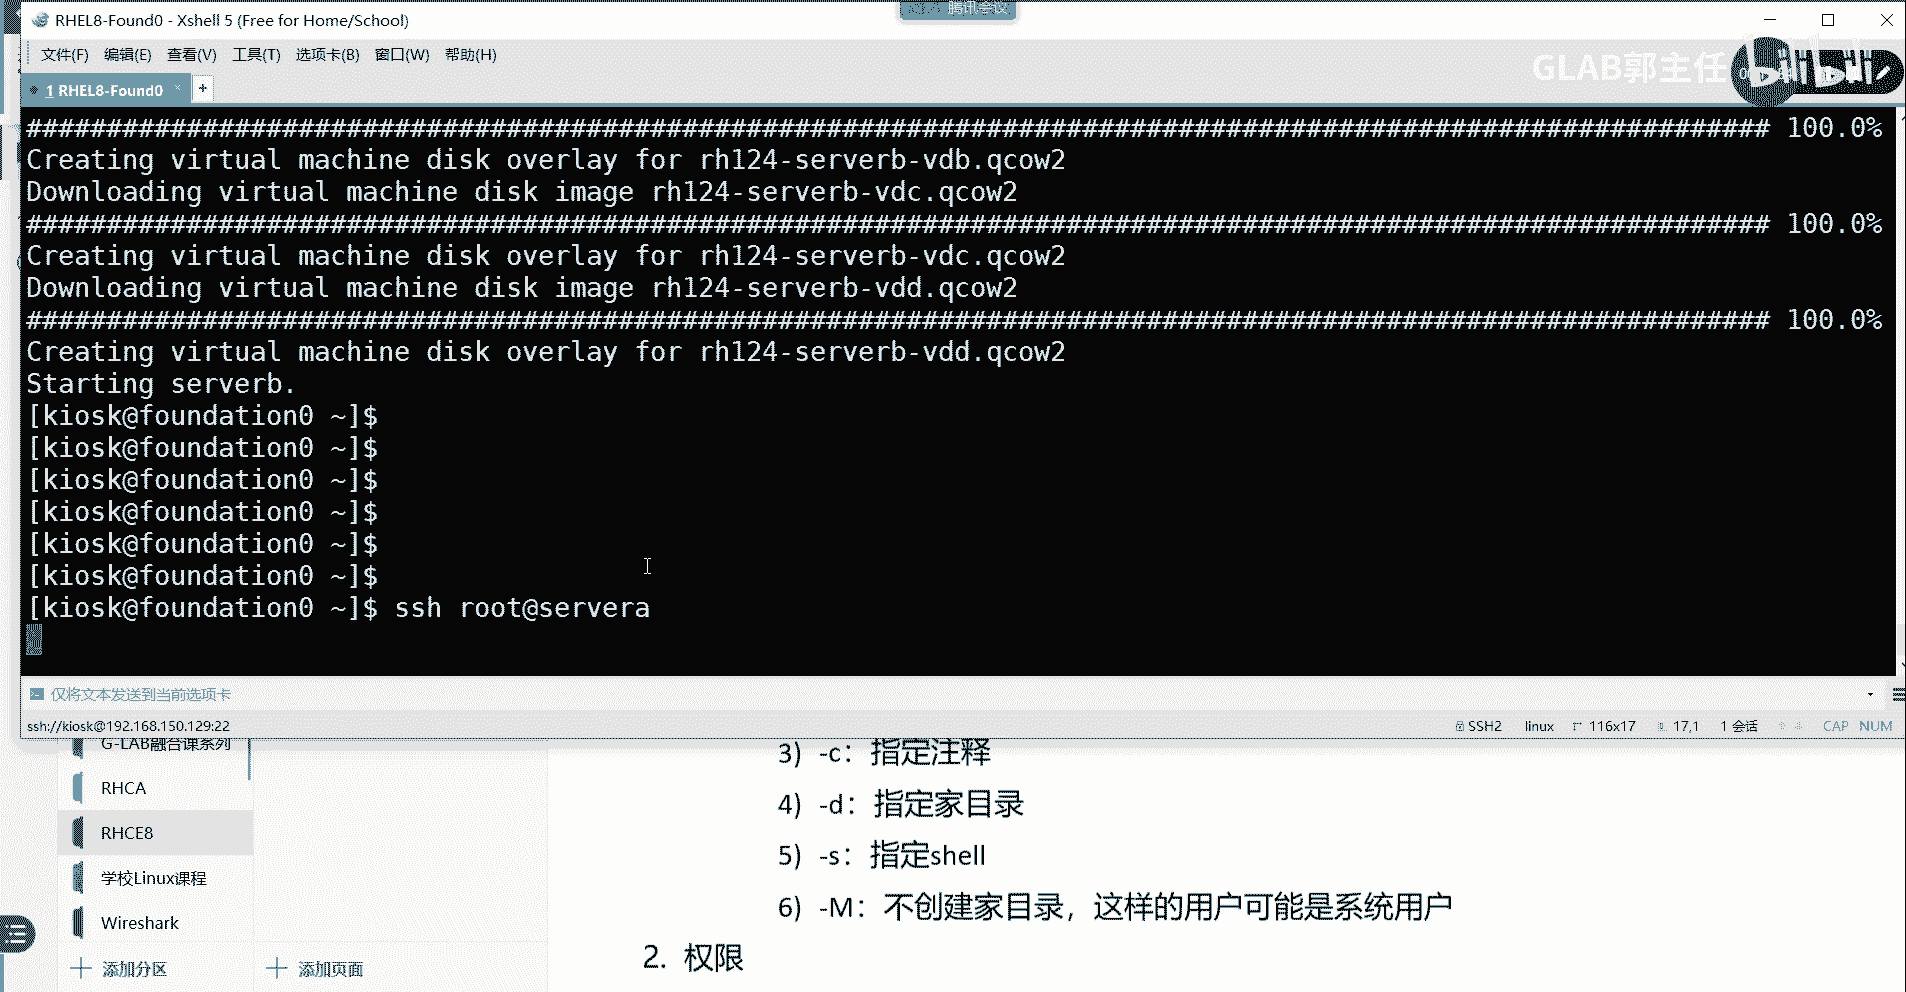 腾讯会议
RHEL8-Found0 - Xshell 5 (Free for Home/School)
文件(F) 编辑(E) 查看(V) 工具(T) 选项卡(B) 窗口(W) 帮助(H)
GLAB郭主任 bilibili
1 RHEL8-Found0 × +
############################################################################################################# 100.0%
Creating virtual machine disk overlay for rh124-serverb-vdb.qcow2
Downloading virtual machine disk image rh124-serverb-vdc.qcow2
############################################################################################################# 100.0%
Creating virtual machine disk overlay for rh124-serverb-vdc.qcow2
Downloading virtual machine disk image rh124-serverb-vdd.qcow2
############################################################################################################# 100.0%
Creating virtual machine disk overlay for rh124-serverb-vdd.qcow2
Starting serverb.
[kiosk@foundation0 ~]$
[kiosk@foundation0 ~]$
[kiosk@foundation0 ~]$
[kiosk@foundation0 ~]$
[kiosk@foundation0 ~]$
[kiosk@foundation0 ~]$
[kiosk@foundation0 ~]$ ssh root@servera
仅将文本发送到当前选项卡
ssh://kiosk@192.168.150.129:22 SSH2 linux 116x17 17,1 1 会话 CAP NUM
G-LAB融合课系列
RHCA
RHCE8
学校Linux课程
Wireshark
添加分区 添加页面
3) -c：指定注释
4) -d：指定家目录
5) -s：指定shell
6) -M：不创建家目录，这样的用户可能是系统用户
2. 权限